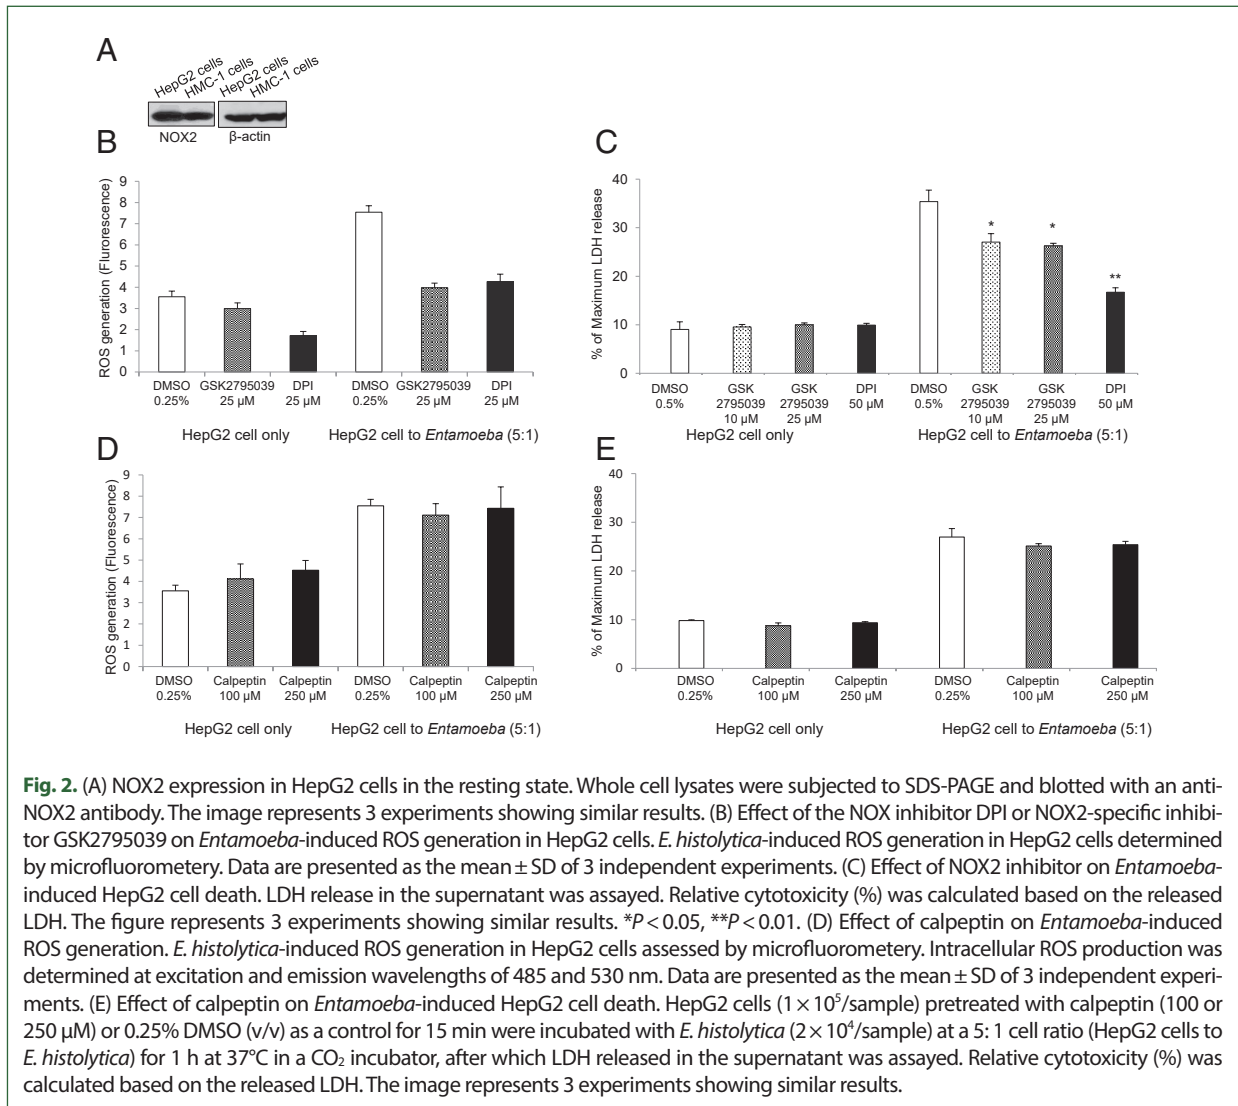 A
HepG2 cells
HMC-1 cells
HepG2 cells
HMC-1 cells
NOX2
β-actin
B
ROS generation (Flurorescence)
9
8
7
6
5
4
3
2
1
0
DMSO GSK2795039 DPI DMSO GSK2795039 DPI
0.25% 25 µM 25 µM 0.25% 25 µM 25 µM
HepG2 cell only HepG2 cell to Entamoeba (5:1)
C
% of Maximum LDH release
40
30
20
10
0
* * **
DMSO GSK GSK DPI DMSO GSK GSK DPI
0.5% 2795039 2795039 50 µM 0.5% 2795039 2795039 50 µM
10 µM 25 µM 10 µM 25 µM
HepG2 cell only HepG2 cell to Entamoeba (5:1)
D
ROS generation (Fluorescence)
9
8
7
6
5
4
3
2
1
0
DMSO Calpeptin Calpeptin DMSO Calpeptin Calpeptin
0.25% 100 µM 250 µM 0.25% 100 µM 250 µM
HepG2 cell only HepG2 cell to Entamoeba (5:1)
E
% of Maximum LDH release
40
30
20
10
0
DMSO Calpeptin Calpeptin DMSO Calpeptin Calpeptin
0.25% 100 µM 250 µM 0.25% 100 µM 250 µM
HepG2 cell only HepG2 cell to Entamoeba (5:1)
Fig. 2. (A) NOX2 expression in HepG2 cells in the resting state. Whole cell lysates were subjected to SDS-PAGE and blotted with an anti-
NOX2 antibody. The image represents 3 experiments showing similar results. (B) Effect of the NOX inhibitor DPI or NOX2-specific inhibi-
tor GSK2795039 on Entamoeba-induced ROS generation in HepG2 cells. E. histolytica-induced ROS generation in HepG2 cells determined
by microfluorometery. Data are presented as the mean ± SD of 3 independent experiments. (C) Effect of NOX2 inhibitor on Entamoeba-
induced HepG2 cell death. LDH release in the supernatant was assayed. Relative cytotoxicity (%) was calculated based on the released
LDH. The figure represents 3 experiments showing similar results. *P < 0.05, **P < 0.01. (D) Effect of calpeptin on Entamoeba-induced
ROS generation. E. histolytica-induced ROS generation in HepG2 cells assessed by microfluorometery. Intracellular ROS production was
determined at excitation and emission wavelengths of 485 and 530 nm. Data are presented as the mean ± SD of 3 independent experi-
ments. (E) Effect of calpeptin on Entamoeba-induced HepG2 cell death. HepG2 cells (1 × 10⁵/sample) pretreated with calpeptin (100 or
250 µM) or 0.25% DMSO (v/v) as a control for 15 min were incubated with E. histolytica (2 × 10⁴/sample) at a 5: 1 cell ratio (HepG2 cells to
E. histolytica) for 1 h at 37°C in a CO₂ incubator, after which LDH released in the supernatant was assayed. Relative cytotoxicity (%) was
calculated based on the released LDH. The image represents 3 experiments showing similar results.